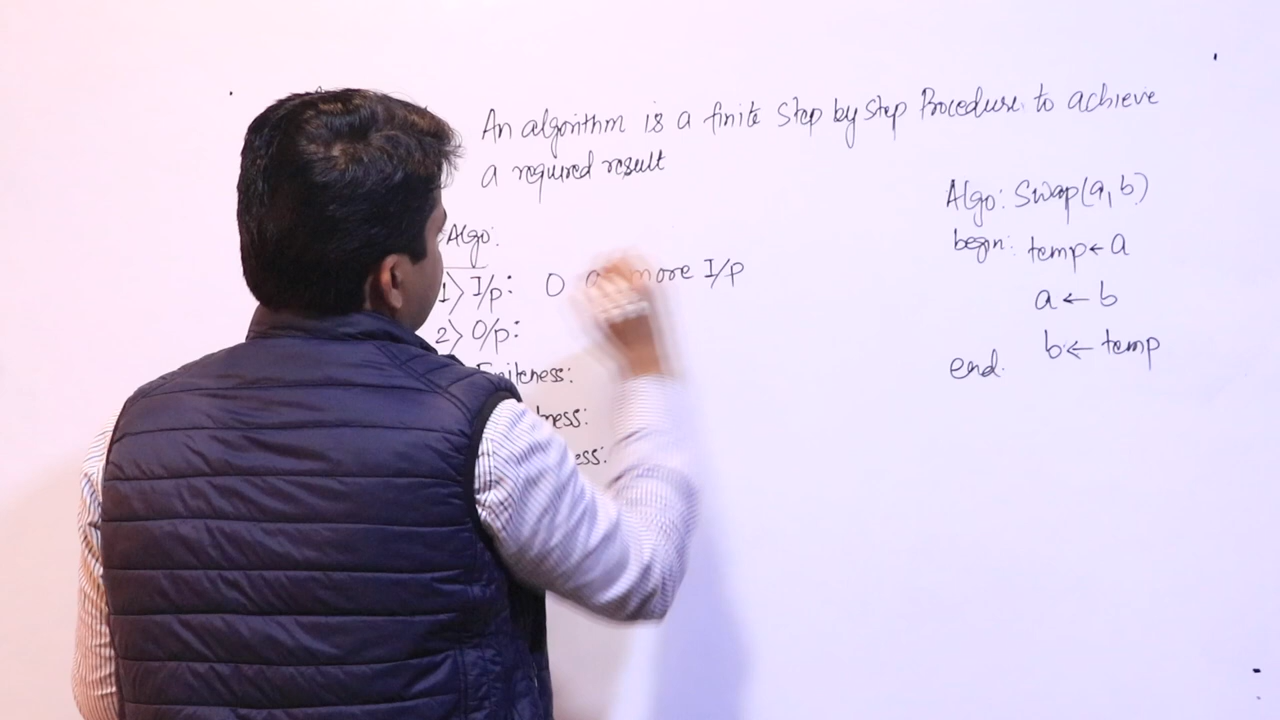 An algorithm is a finite Step by step Procedure to achieve
a required result
Algo:
1) I/p: 0 more I/p
2) O/p:
Finiteness:
ness:
ess:
Algo: Swap(a, b)
begin: temp ← a
a ← b
b ← temp
end.